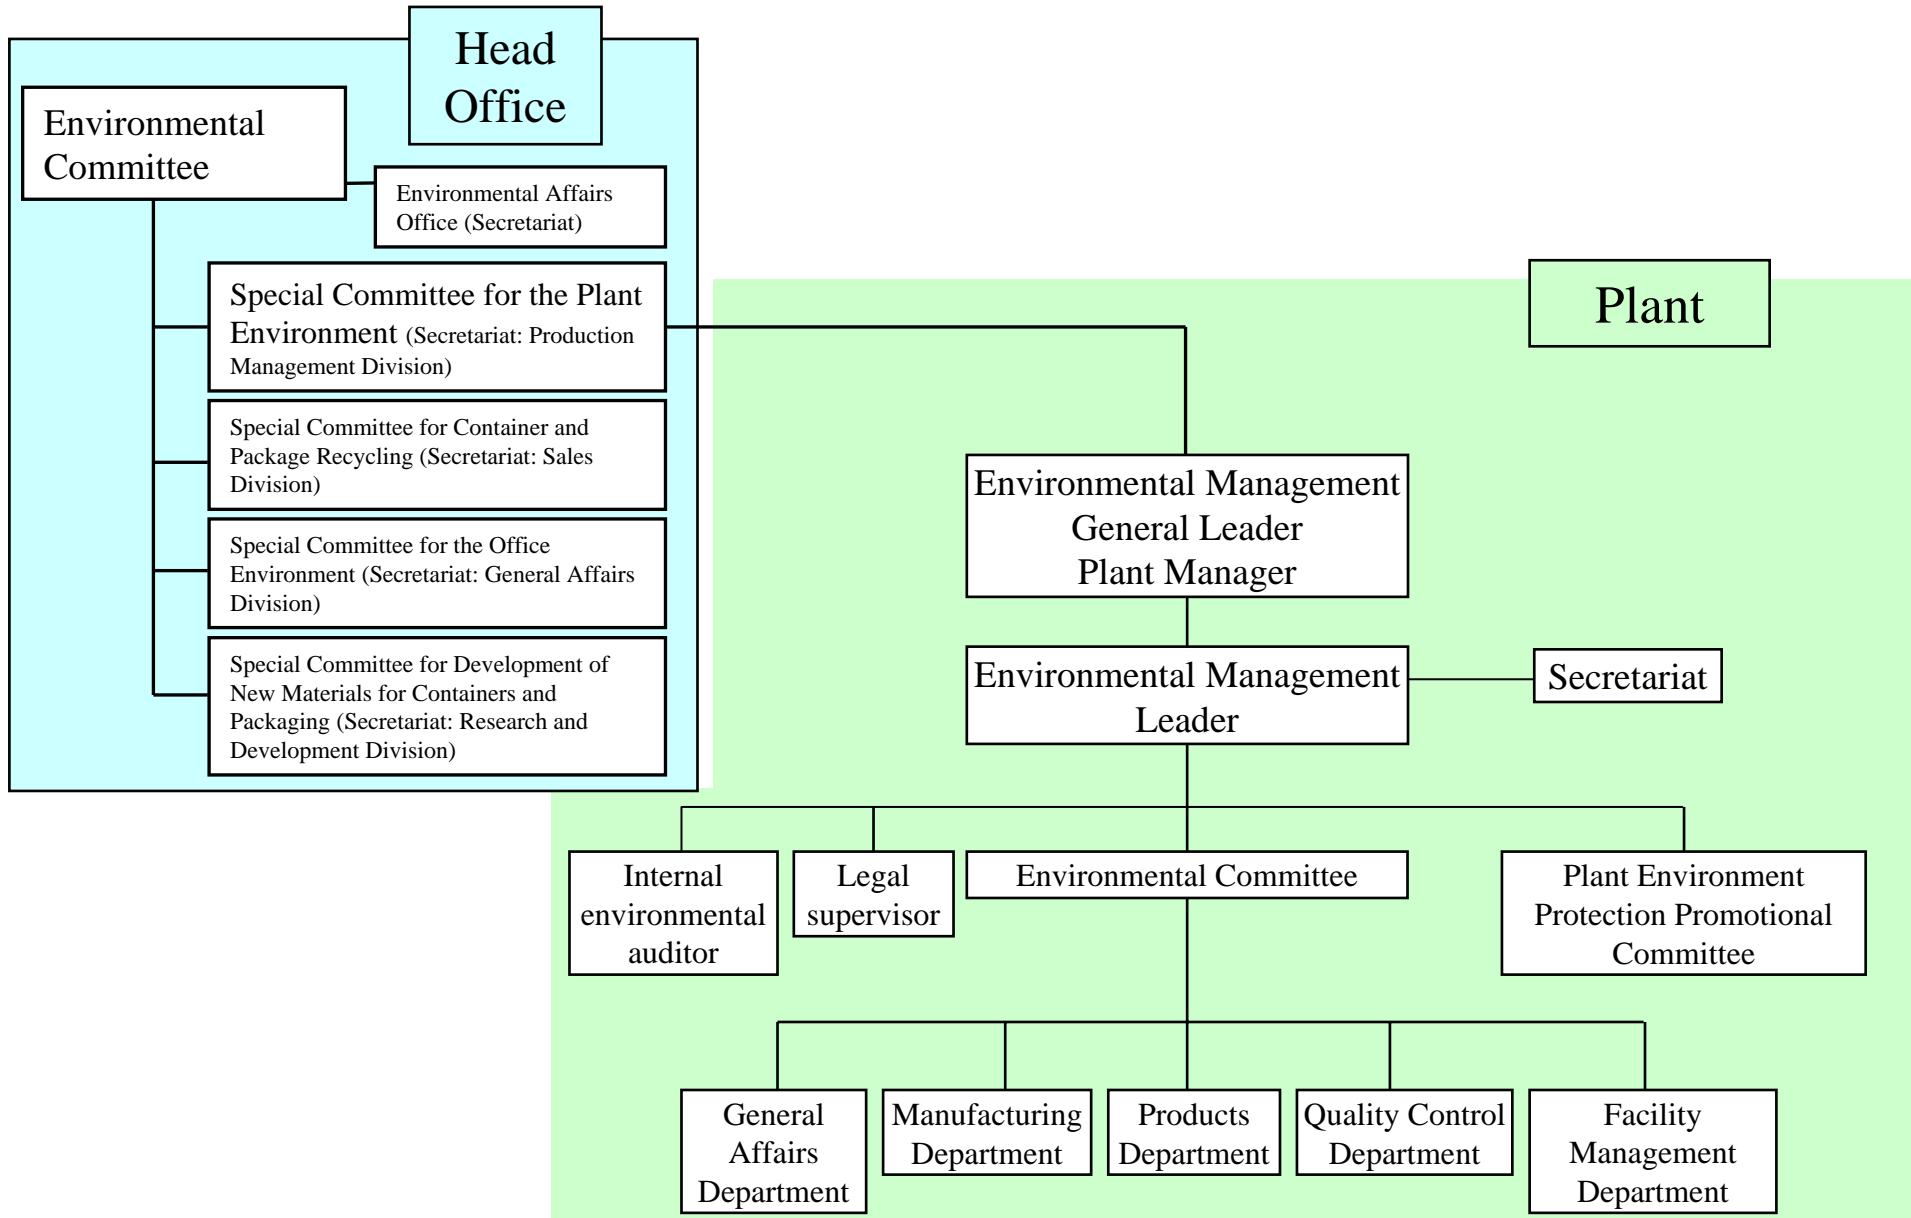 Head
Office
Environmental
Committee
Environmental Affairs
Office (Secretariat)
Special Committee for the Plant
Environment (Secretariat: Production
Management Division)
Special Committee for Container and
Package Recycling (Secretariat: Sales
Division)
Special Committee for the Office
Environment (Secretariat: General Affairs
Division)
Special Committee for Development of
New Materials for Containers and
Packaging (Secretariat: Research and
Development Division)
Plant
Environmental Management
General Leader
Plant Manager
Environmental Management
Leader
Secretariat
Internal
environmental
auditor
Legal
supervisor
Environmental Committee
Plant Environment
Protection Promotional
Committee
General
Affairs
Department
Manufacturing
Department
Products
Department
Quality Control
Department
Facility
Management
Department